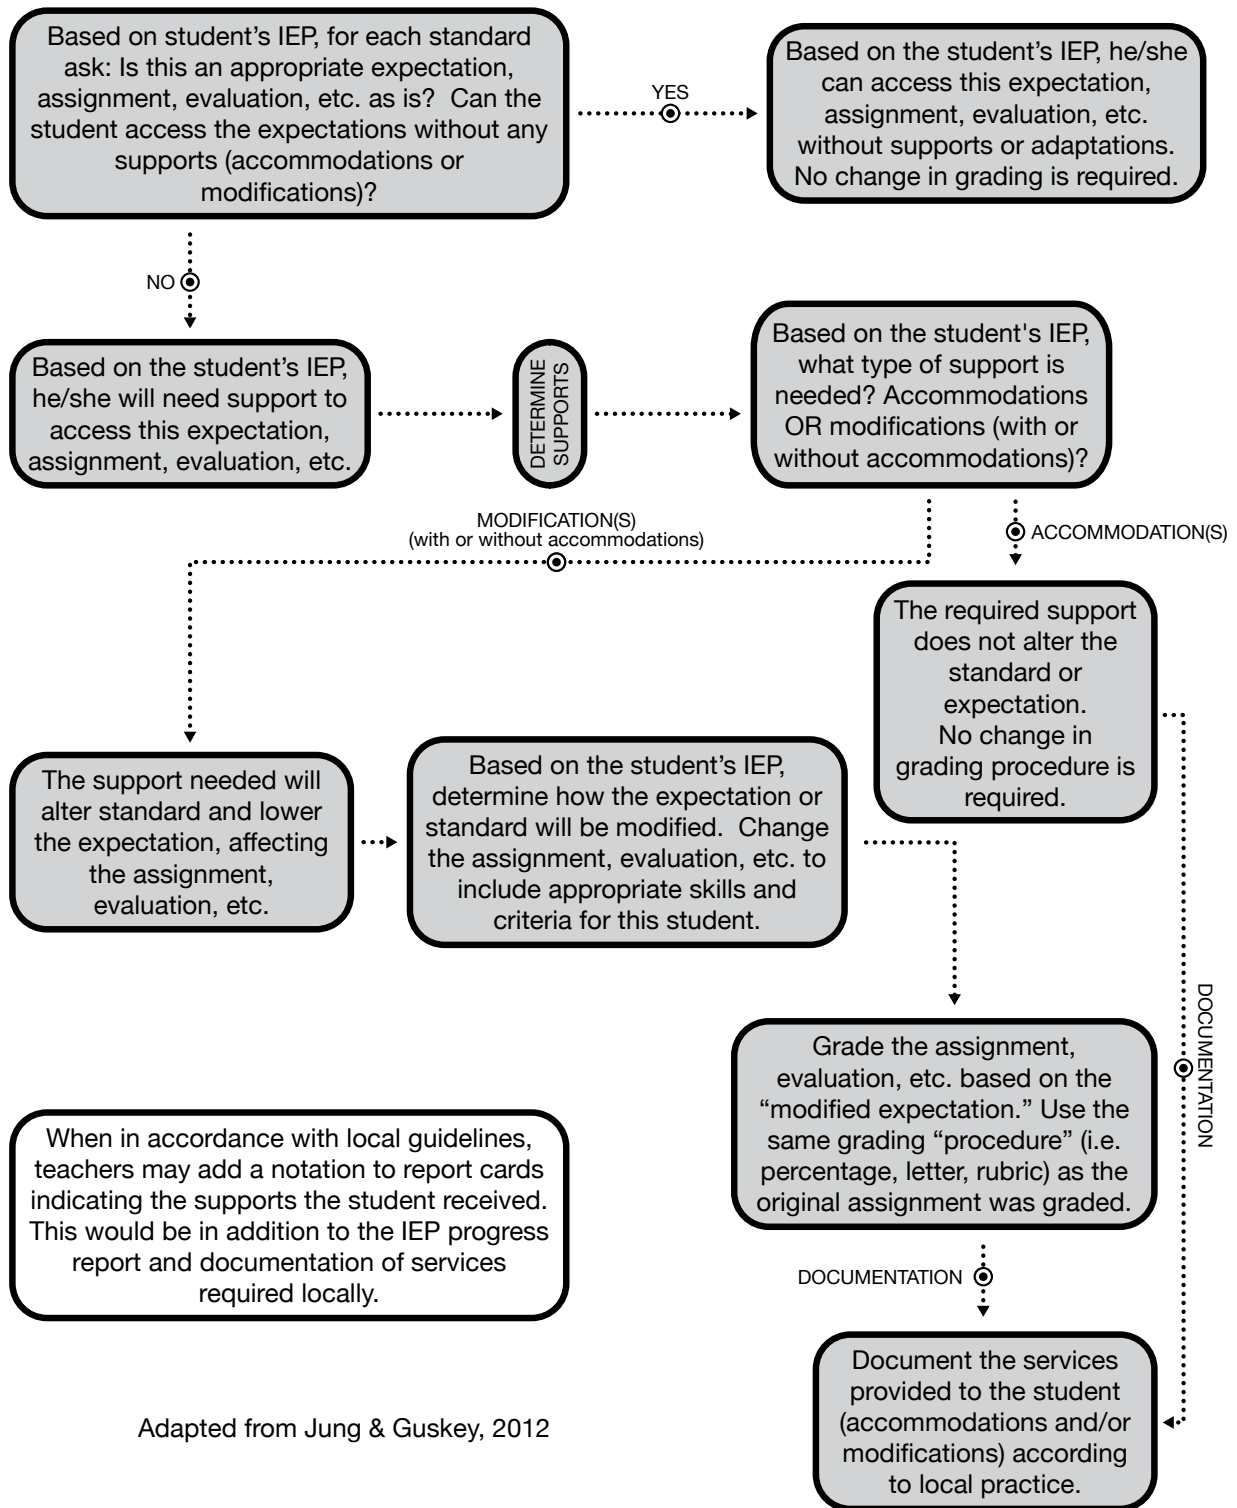 Based on student’s IEP, for each standard
ask: Is this an appropriate expectation,
assignment, evaluation, etc. as is?  Can the
student access the expectations without any
supports (accommodations or
modifications)?
YES
Based on the student’s IEP, he/she
can access this expectation,
assignment, evaluation, etc.
without supports or adaptations.
No change in grading is required.
NO
Based on the student’s IEP,
he/she will need support to
access this expectation,
assignment, evaluation, etc.
DETERMINE
SUPPORTS
Based on the student's IEP,
what type of support is
needed? Accommodations
OR modifications (with or
without accommodations)?
MODIFICATION(S)
(with or without accommodations)
ACCOMMODATION(S)
The required support
does not alter the
standard or
expectation.
No change in
grading procedure is
required.
The support needed will
alter standard and lower
the expectation, affecting
the assignment,
evaluation, etc.
Based on the student’s IEP,
determine how the expectation or
standard will be modified.  Change
the assignment, evaluation, etc. to
include appropriate skills and
criteria for this student.
DOCUMENTATION
Grade the assignment,
evaluation, etc. based on the
“modified expectation.” Use the
same grading “procedure” (i.e.
percentage, letter, rubric) as the
original assignment was graded.
When in accordance with local guidelines,
teachers may add a notation to report cards
indicating the supports the student received.
This would be in addition to the IEP progress
report and documentation of services
required locally.
DOCUMENTATION
Document the services
provided to the student
(accommodations and/or
modifications) according
to local practice.
Adapted from Jung & Guskey, 2012